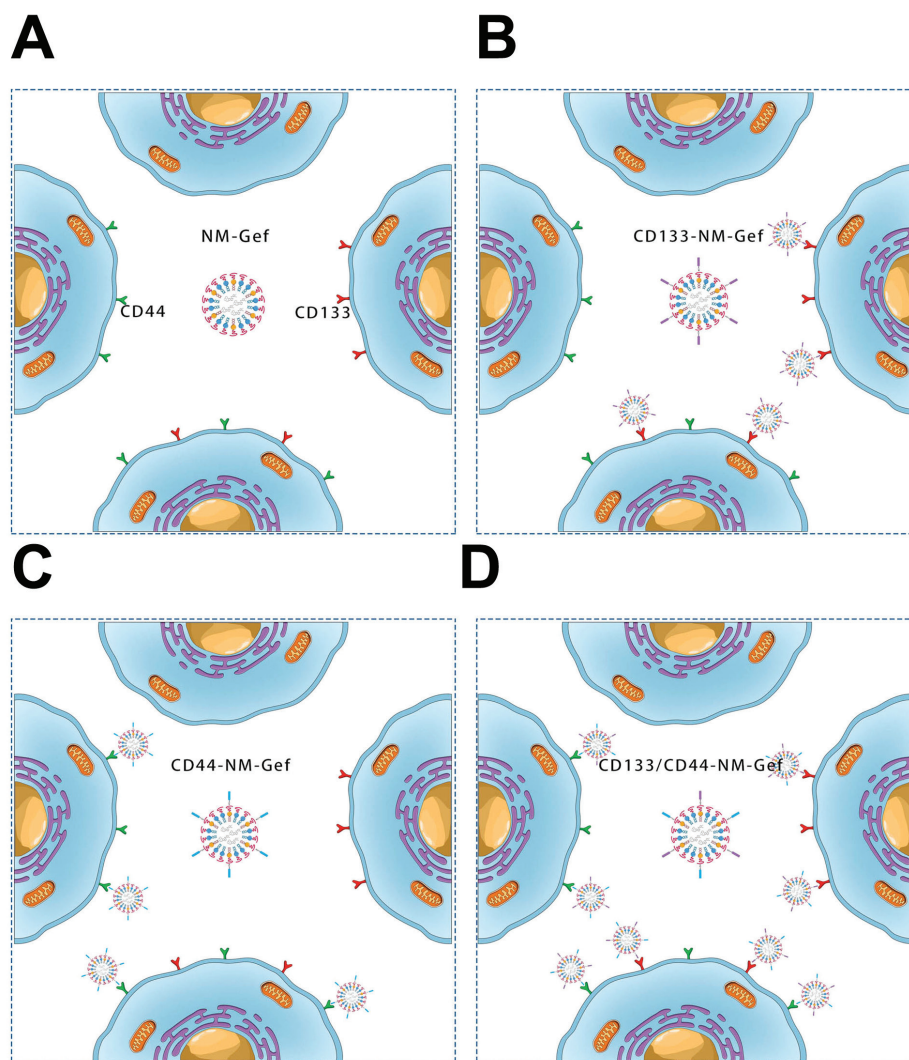 A
B
NM-Gef
CD44
CD133
CD133-NM-Gef
C
D
CD44-NM-Gef
CD133/CD44-NM-Gef